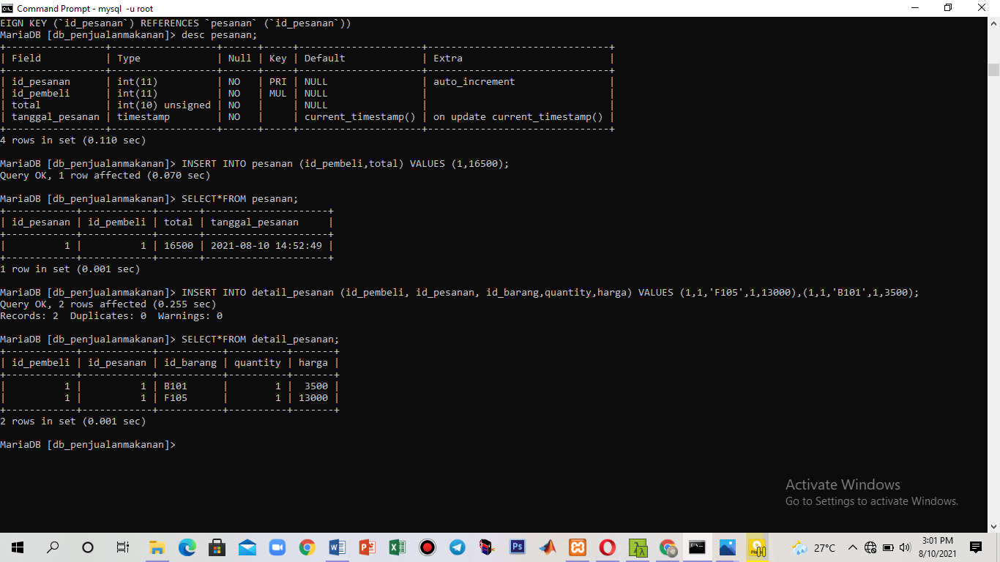 Command Prompt - mysql  -u root
EIGN KEY (`id_pesanan`) REFERENCES `pesanan` (`id_pesanan`))
MariaDB [db_penjualanmakanan]> desc pesanan;
+-----------------+------------------+------+-----+---------------------+-------------------------------+
| Field           | Type             | Null | Key | Default             | Extra                         |
+-----------------+------------------+------+-----+---------------------+-------------------------------+
| id_pesanan      | int(11)          | NO   | PRI | NULL                | auto_increment                |
| id_pembeli      | int(11)          | NO   | MUL | NULL                |                               |
| total           | int(10) unsigned | NO   |     | NULL                |                               |
| tanggal_pesanan | timestamp        | NO   |     | current_timestamp() | on update current_timestamp() |
+-----------------+------------------+------+-----+---------------------+-------------------------------+
4 rows in set (0.110 sec)
MariaDB [db_penjualanmakanan]> INSERT INTO pesanan (id_pembeli,total) VALUES (1,16500);
Query OK, 1 row affected (0.070 sec)
MariaDB [db_penjualanmakanan]> SELECT*FROM pesanan;
+------------+------------+-------+---------------------+
| id_pesanan | id_pembeli | total | tanggal_pesanan     |
+------------+------------+-------+---------------------+
|          1 |          1 | 16500 | 2021-08-10 14:52:49 |
+------------+------------+-------+---------------------+
1 row in set (0.001 sec)
MariaDB [db_penjualanmakanan]> INSERT INTO detail_pesanan (id_pembeli, id_pesanan, id_barang,quantity,harga) VALUES (1,1,'F105',1,13000),(1,1,'B101',1,3500);
Query OK, 2 rows affected (0.255 sec)
Records: 2  Duplicates: 0  Warnings: 0
MariaDB [db_penjualanmakanan]> SELECT*FROM detail_pesanan;
+------------+------------+-----------+----------+-------+
| id_pembeli | id_pesanan | id_barang | quantity | harga |
+------------+------------+-----------+----------+-------+
|          1 |          1 | B101      |        1 |  3500 |
|          1 |          1 | F105      |        1 | 13000 |
+------------+------------+-----------+----------+-------+
2 rows in set (0.001 sec)
MariaDB [db_penjualanmakanan]>
Activate Windows
Go to Settings to activate Windows.
27°C
3:01 PM
8/10/2021